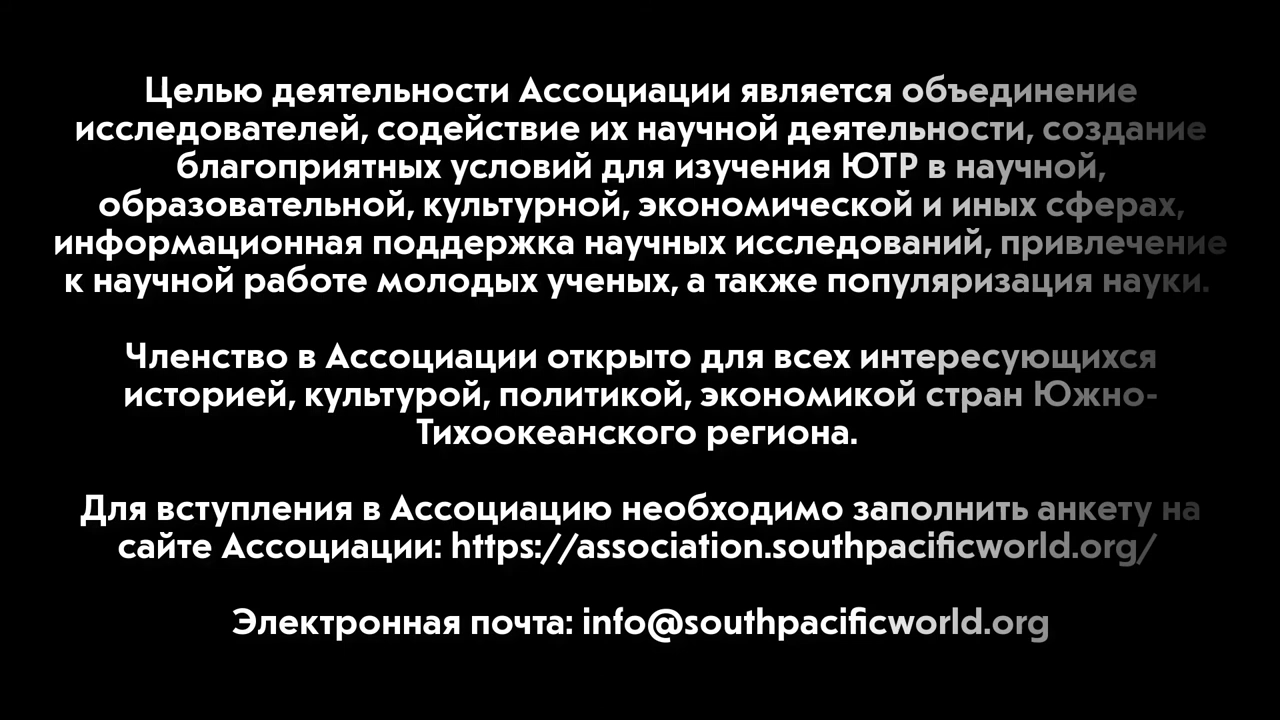 Целью деятельности Ассоциации является объединение
исследователей, содействие их научной деятельности, создание
благоприятных условий для изучения ЮТР в научной,
образовательной, культурной, экономической и иных сферах,
информационная поддержка научных исследований, привлечение
к научной работе молодых ученых, а также популяризация науки.
Членство в Ассоциации открыто для всех интересующихся
историей, культурой, политикой, экономикой стран Южно-
Тихоокеанского региона.
Для вступления в Ассоциацию необходимо заполнить анкету на
сайте Ассоциации: https://association.southpacificworld.org/
Электронная почта: info@southpacificworld.org